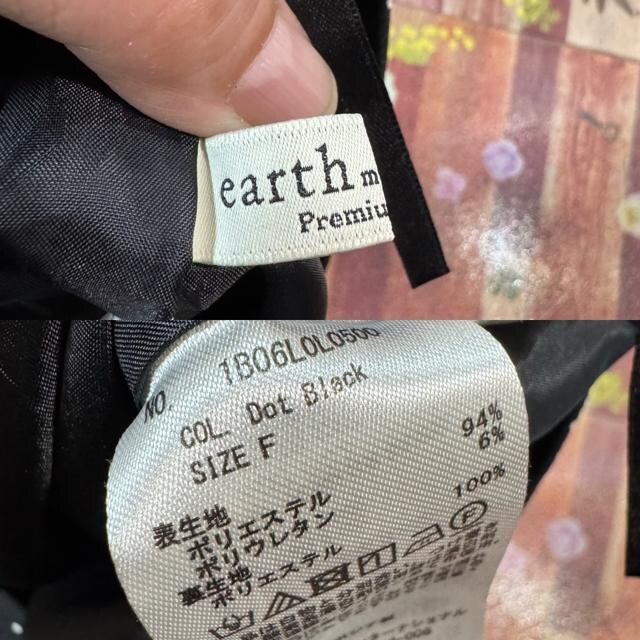 earth m
Premiu
NO. 1B06L0L0500
COL. Dot Black
SIZE F
表生地
ポリエステル 94%
ポリウレタン 6%
裏生地
ポリエステル 100%